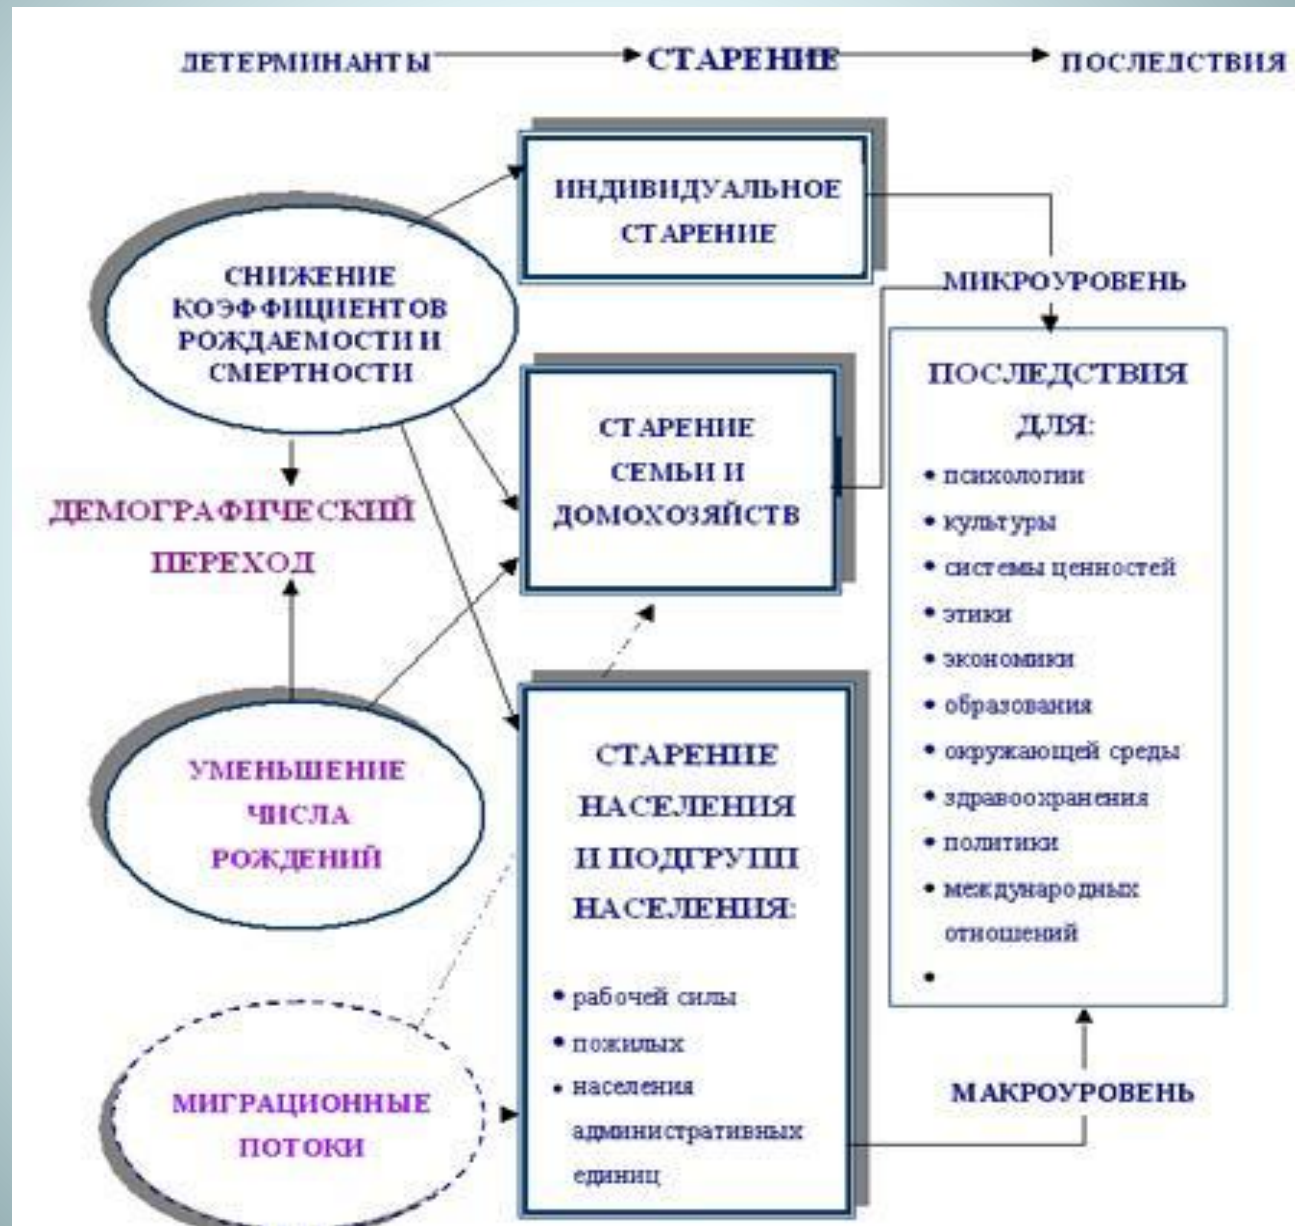 ДЕТЕРМИНАНТЫ
СТАРЕНИЕ
ПОСЛЕДСТВИЯ
СНИЖЕНИЕ
КОЭФФИЦИЕНТОВ
РОЖДАЕМОСТИ И
СМЕРТНОСТИ
ДЕМОГРАФИЧЕСКИЙ
ПЕРЕХОД
УМЕНЬШЕНИЕ
ЧИСЛА
РОЖДЕНИЙ
МИГРАЦИОННЫЕ
ПОТОКИ
ИНДИВИДУАЛЬНОЕ
СТАРЕНИЕ
СТАРЕНИЕ
СЕМЬИ И
ДОМОХОЗЯЙСТВ
СТАРЕНИЕ
НАСЕЛЕНИЯ
И ПОДГРУПП
НАСЕЛЕНИЯ:
• рабочей силы
• пожилых
• населения
административных
единиц
МИКРОУРОВЕНЬ
ПОСЛЕДСТВИЯ
ДЛЯ:
• психологии
• культуры
• системы ценностей
• этики
• экономики
• образования
• окружающей среды
• здравоохранения
• политики
• международных
отношений
•
МАКРОУРОВЕНЬ